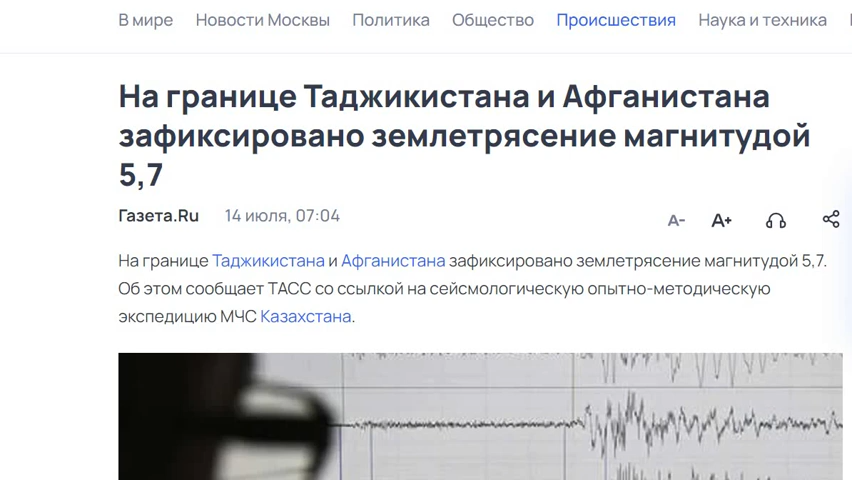 В мире Новости Москвы Политика Общество Происшествия Наука и техника
На границе Таджикистана и Афганистана
зафиксировано землетрясение магнитудой
5,7
Газета.Ru 14 июля, 07:04 А- А+
На границе Таджикистана и Афганистана зафиксировано землетрясение магнитудой 5,7.
Об этом сообщает ТАСС со ссылкой на сейсмологическую опытно-методическую
экспедицию МЧС Казахстана.